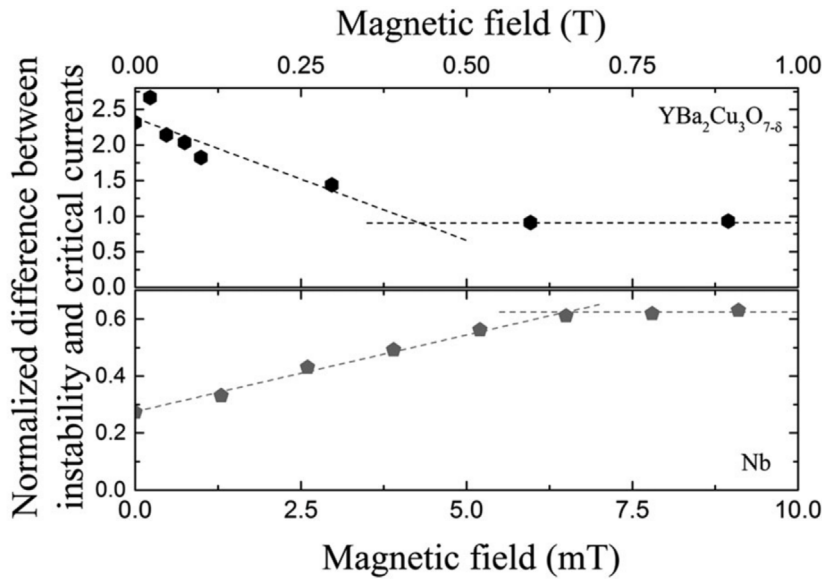 Magnetic field (T)
0.00 0.25 0.50 0.75 1.00
Normalized difference between
instability and critical currents
2.5
2.0
1.5
1.0
0.5
0.0
YBa₂Cu₃O₇₋δ
0.6
0.4
0.2
0.0
Nb
0.0 2.5 5.0 7.5 10.0
Magnetic field (mT)